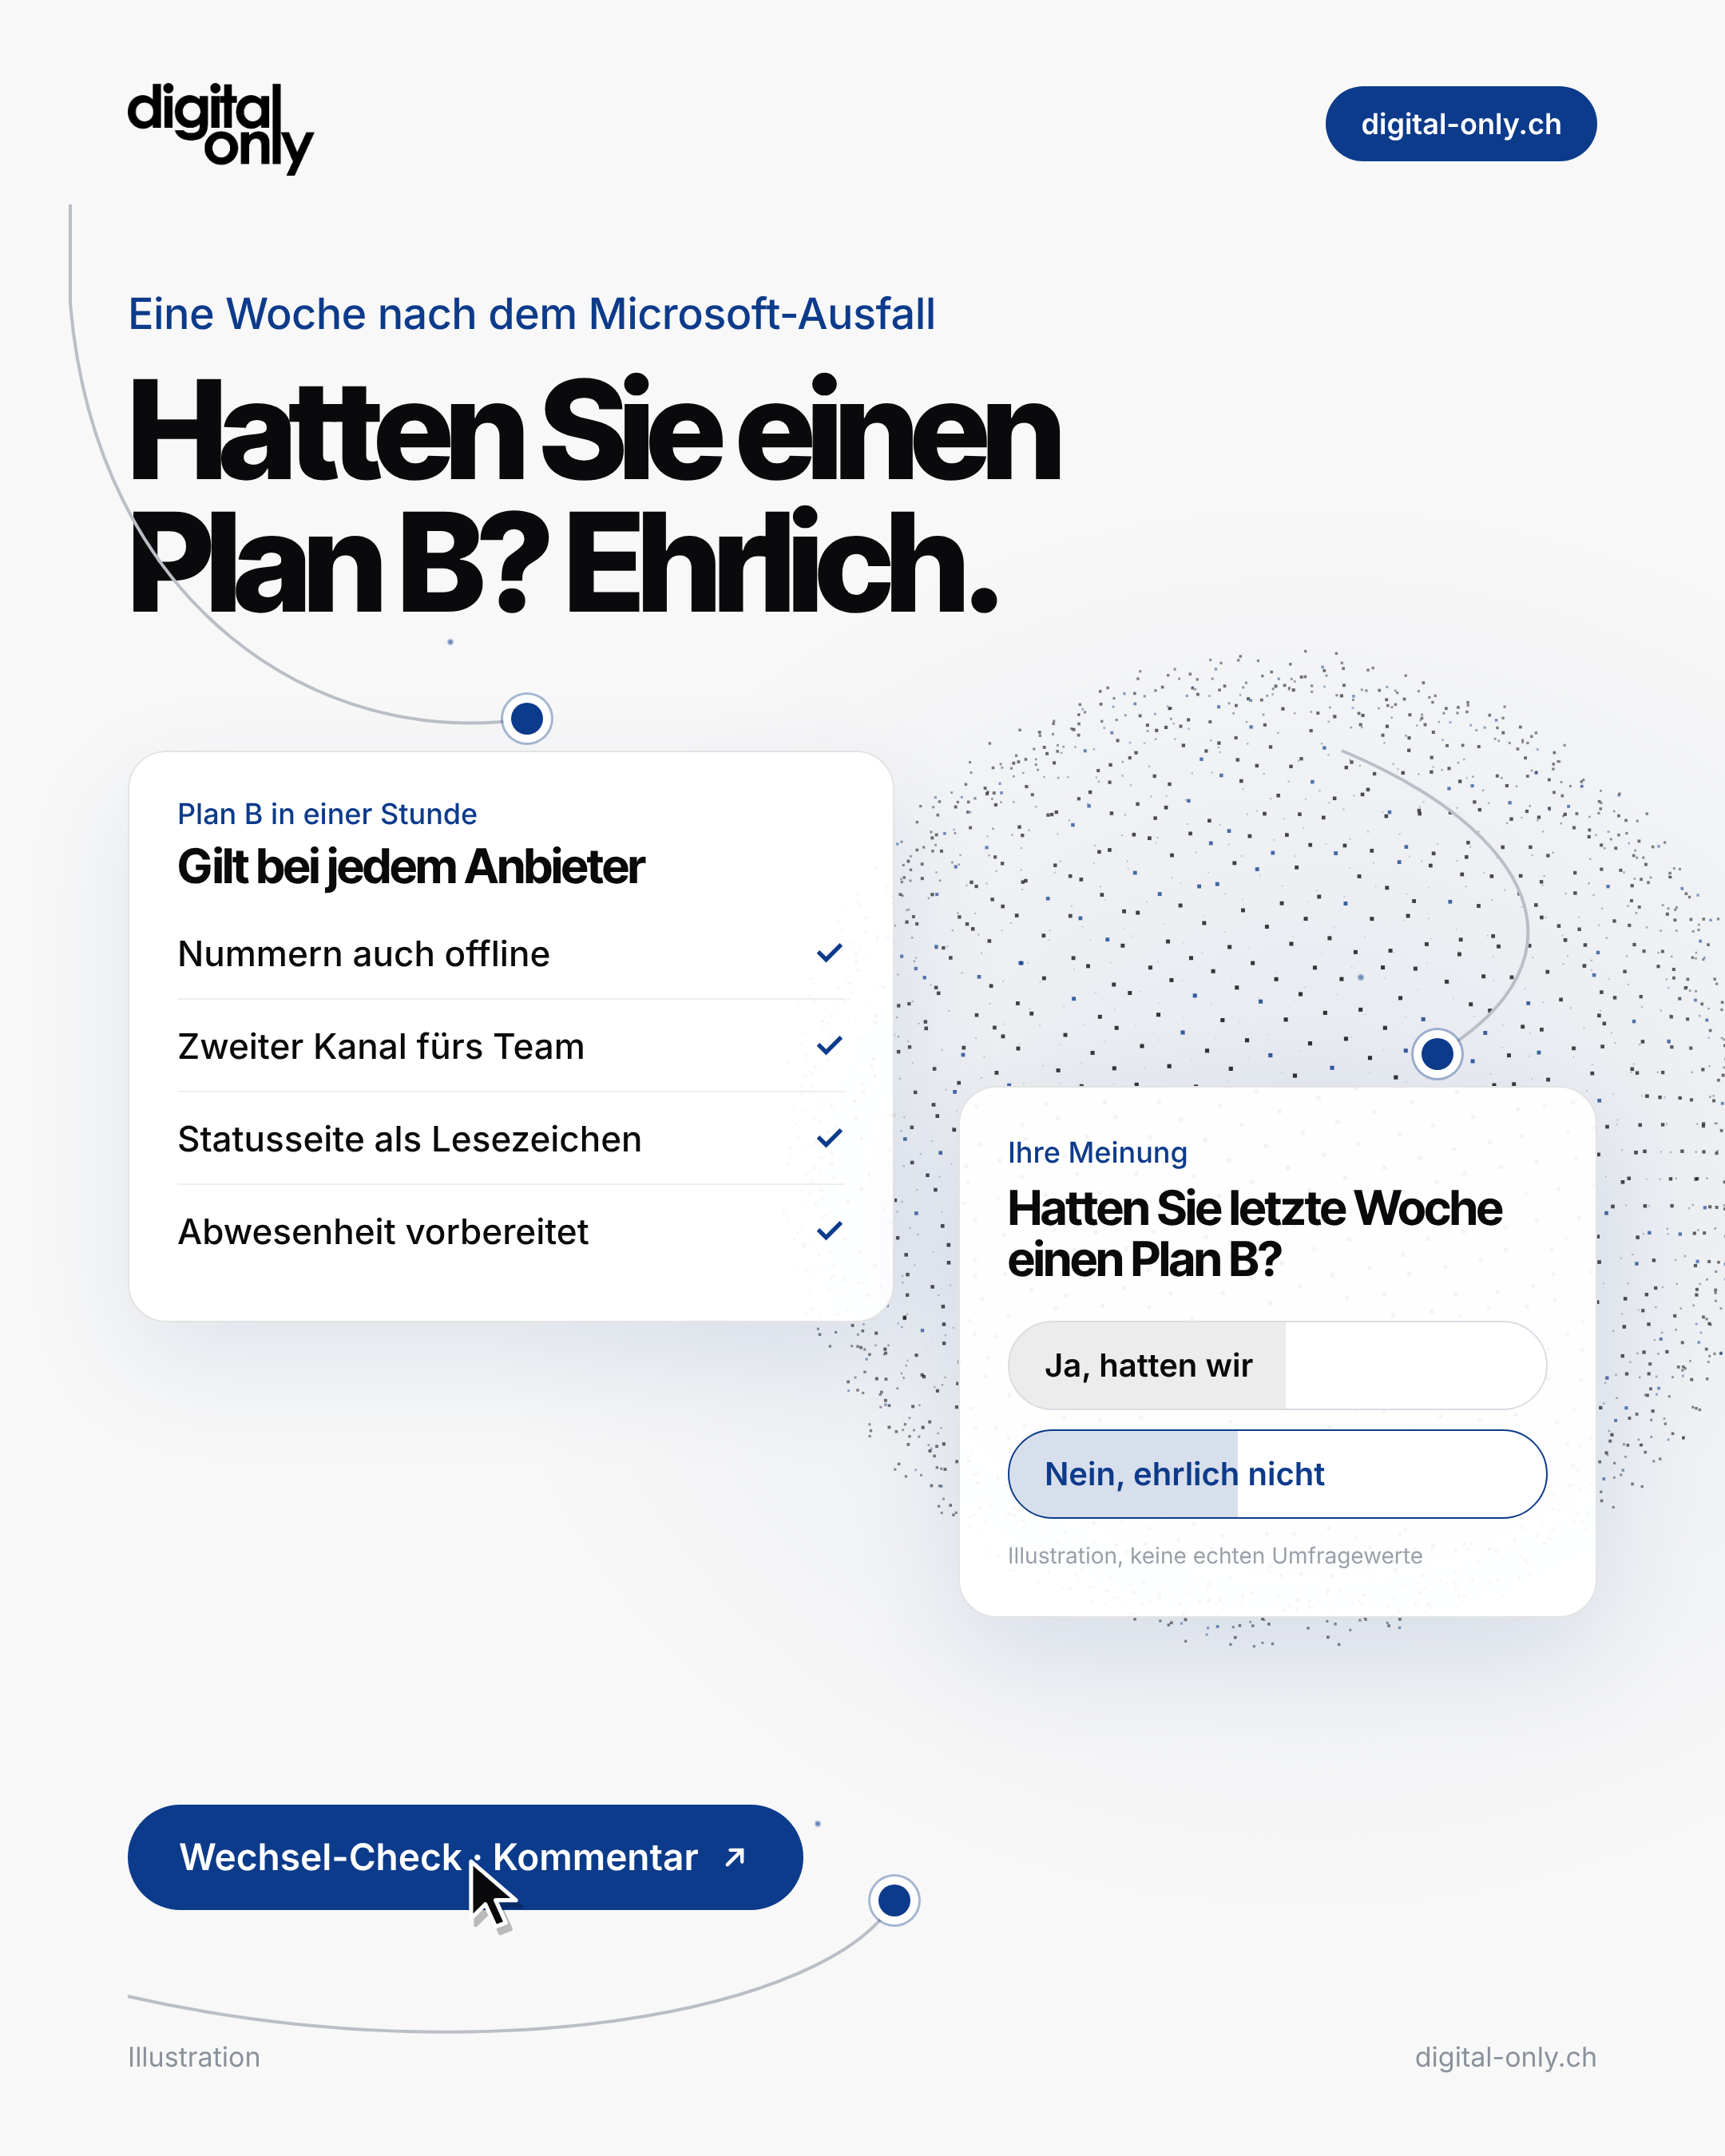 digital
only
digital-only.ch
Eine Woche nach dem Microsoft-Ausfall
Hatten Sie einen
Plan B? Ehrlich.
Plan B in einer Stunde
Gilt bei jedem Anbieter
Nummern auch offline
Zweiter Kanal fürs Team
Statusseite als Lesezeichen
Abwesenheit vorbereitet
Ihre Meinung
Hatten Sie letzte Woche
einen Plan B?
Ja, hatten wir
Nein, ehrlich nicht
Illustration, keine echten Umfragewerte
Wechsel-Check · Kommentar
Illustration
digital-only.ch